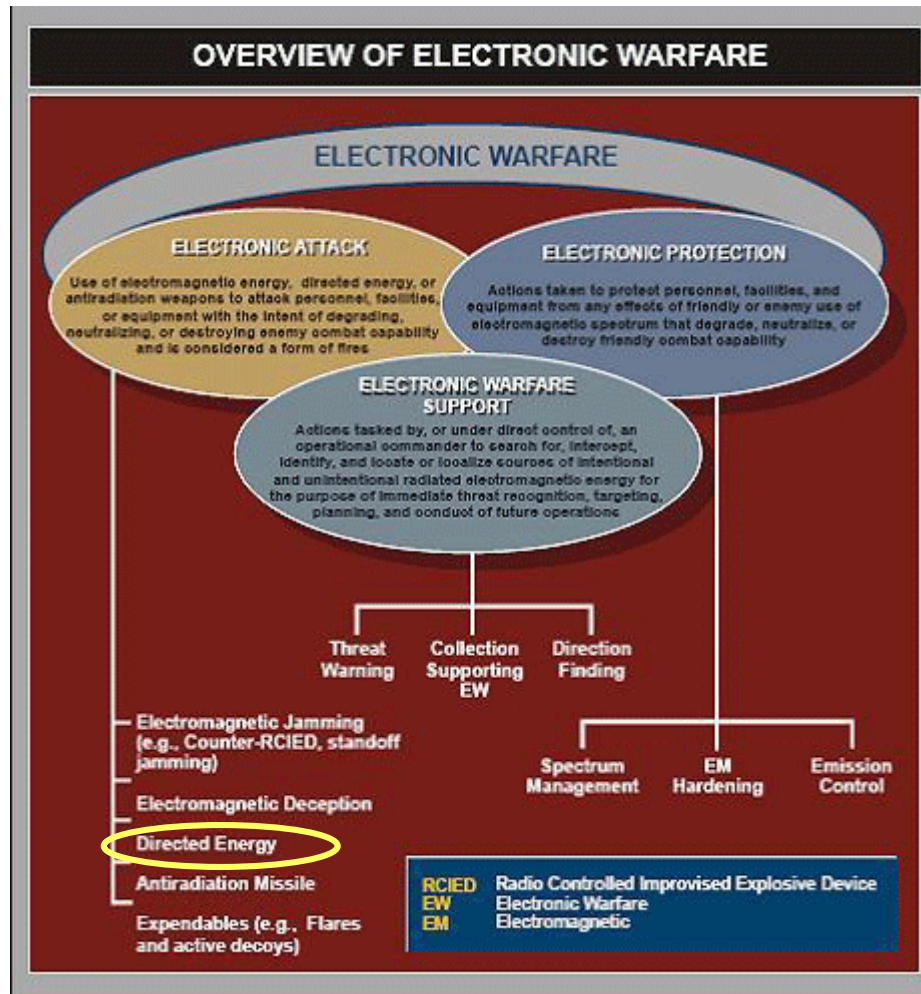 OVERVIEW OF ELECTRONIC WARFARE
ELECTRONIC WARFARE
ELECTRONIC ATTACK
Use of electromagnetic energy, directed energy, or
antiradiation weapons to attack personnel, facilities,
or equipment with the intent of degrading,
neutralizing, or destroying enemy combat capability
and is considered a form of fires
ELECTRONIC PROTECTION
Actions taken to protect personnel, facilities, and
equipment from any effects of friendly or enemy use of
electromagnetic spectrum that degrade, neutralize, or
destroy friendly combat capability
ELECTRONIC WARFARE
SUPPORT
Actions tasked by, or under direct control of, an
operational commander to search for, intercept,
identify, and locate or localize sources of intentional
and unintentional radiated electromagnetic energy for
the purpose of immediate threat recognition, targeting,
planning, and conduct of future operations
Threat
Warning
Collection
Supporting
EW
Direction
Finding
Electromagnetic Jamming
(e.g., Counter-RCIED, standoff
jamming)
Electromagnetic Deception
Directed Energy
Antiradiation Missile
Expendables (e.g., Flares
and active decoys)
Spectrum
Management
EM
Hardening
Emission
Control
RCIED Radio Controlled Improvised Explosive Device
EW Electronic Warfare
EM Electromagnetic